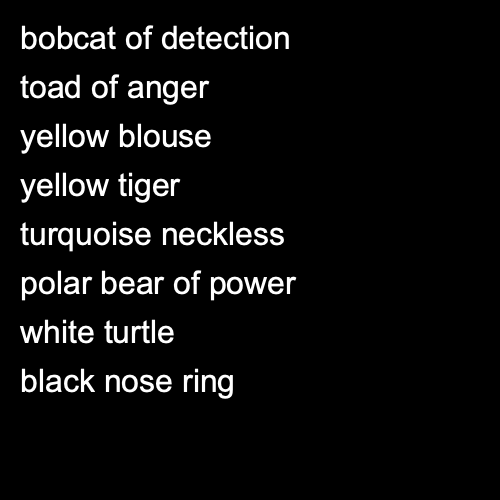 bobcat of detection
toad of anger
yellow blouse
yellow tiger
turquoise neckless
polar bear of power
white turtle
black nose ring